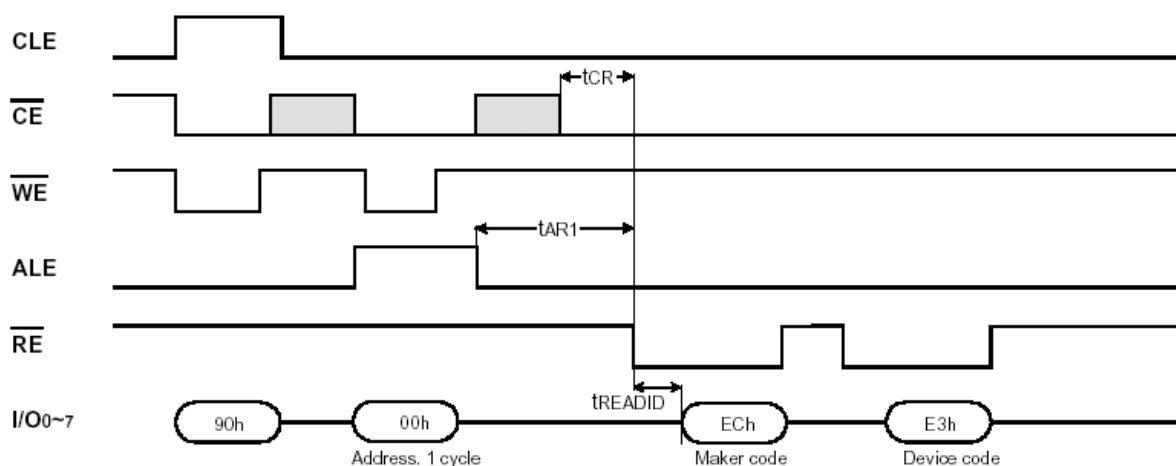 CLE
tCR
CE
WE
tAR1
ALE
RE
tREADID
I/O0~7 90h 00h ECh E3h
Address. 1 cycle Maker code Device code